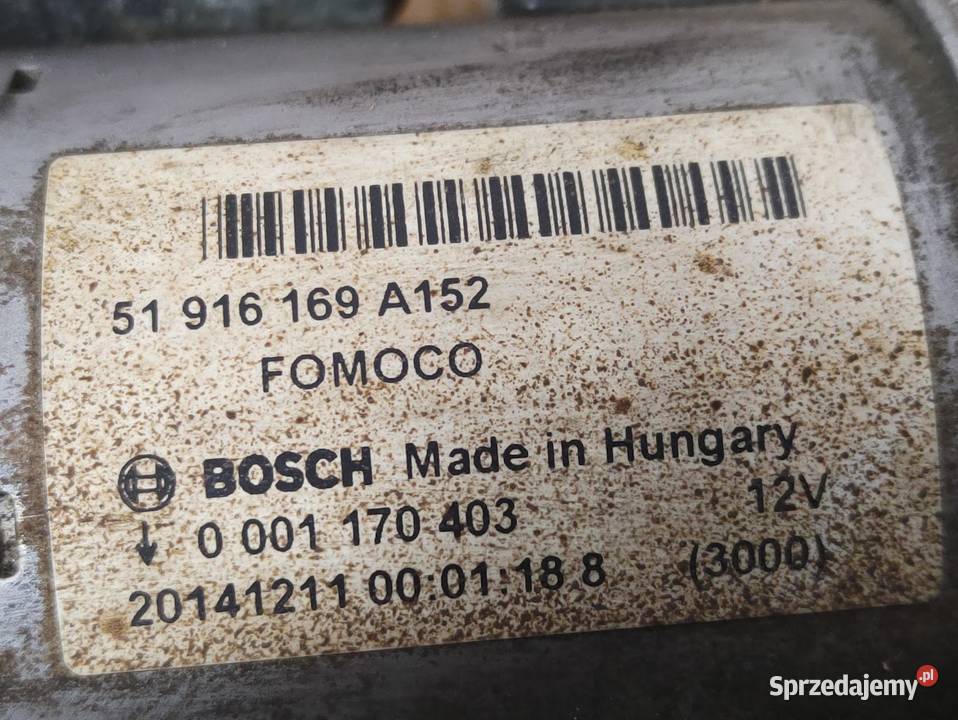 51 916 169 A152
FOMOCO
BOSCH Made in Hungary
0 001 170 403 12V
20141211 00:01:18 8 (3000)
Sprzedajemy.pl